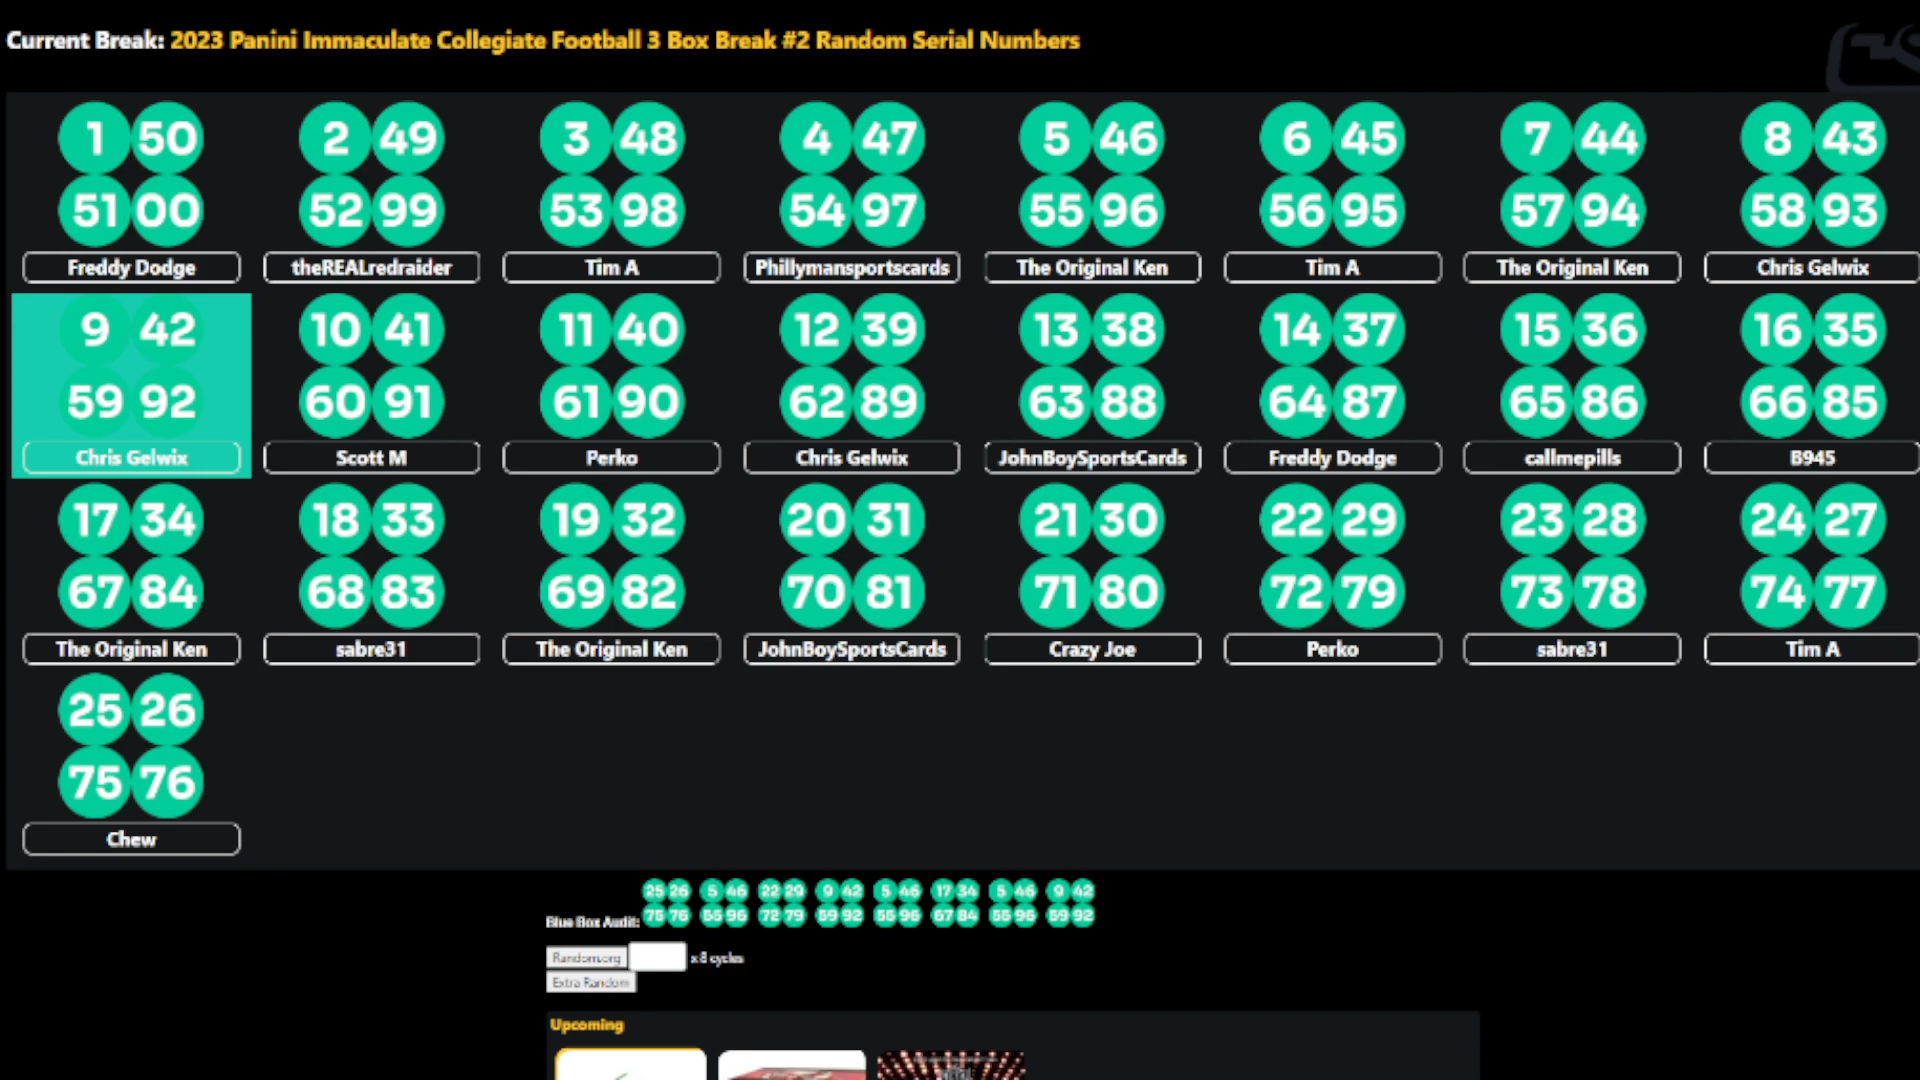 Current Break: 2023 Panini Immaculate Collegiate Football 3 Box Break #2 Random Serial Numbers
1 50 2 49 3 48 4 47 5 46 6 45 7 44 8 43
51 00 52 99 53 98 54 97 55 96 56 95 57 94 58 93
Freddy Dodge theREALredraider Tim A Phillymansportscards The Original Ken Tim A The Original Ken Chris Gelwix
9 42 10 41 11 40 12 39 13 38 14 37 15 36 16 35
59 92 60 91 61 90 62 89 63 88 64 87 65 86 66 85
Chris Gelwix Scott M Perko Chris Gelwix JohnBoySportsCards Freddy Dodge callmepills B945
17 34 18 33 19 32 20 31 21 30 22 29 23 28 24 27
67 84 68 83 69 82 70 81 71 80 72 79 73 78 74 77
The Original Ken sabre31 The Original Ken JohnBoySportsCards Crazy Joe Perko sabre31 Tim A
25 26
75 76
Chew
25 26 5 46 22 29 9 42 5 46 17 34 5 46 9 42
Blue Box Audit: 75 76 55 96 72 79 59 92 55 96 67 84 55 96 59 92
Random.org x 8 cycles
Extra Random
Upcoming